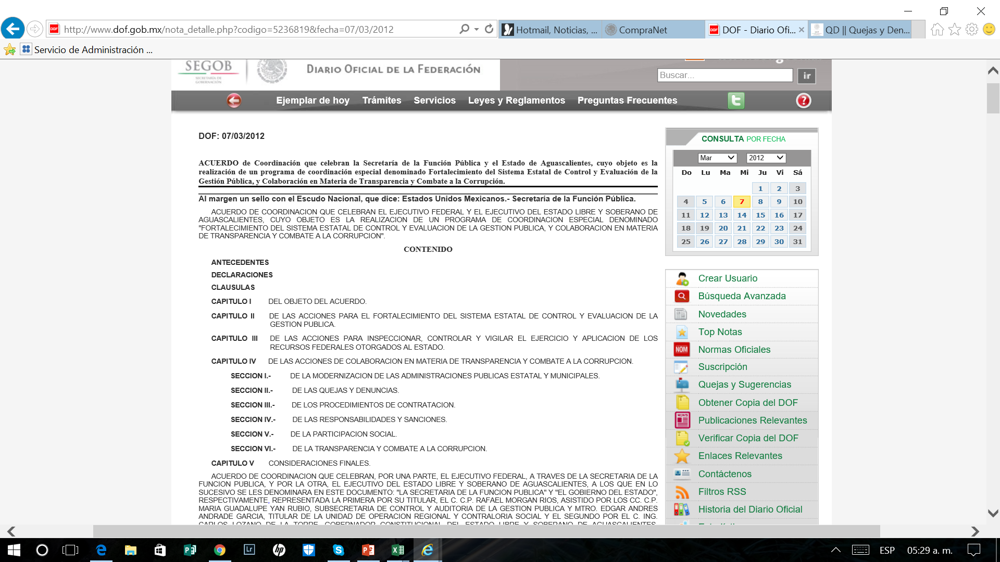 http://www.dof.gob.mx/nota_detalle.php?codigo=5236819&fecha=07/03/2012
Hotmail, Noticias, ...
CompraNet
DOF - Diario Ofi...
QD || Quejas y Den...
Servicio de Administración ...
SEGOB
SECRETARÍA DE
GOBERNACIÓN
DIARIO OFICIAL DE LA FEDERACIÓN
Buscar...
ir
Ejemplar de hoy Trámites Servicios Leyes y Reglamentos Preguntas Frecuentes
DOF: 07/03/2012
ACUERDO de Coordinación que celebran la Secretaría de la Función Pública y el Estado de Aguascalientes, cuyo objeto es la
realización de un programa de coordinación especial denominado Fortalecimiento del Sistema Estatal de Control y Evaluación de la
Gestión Pública, y Colaboración en Materia de Transparencia y Combate a la Corrupción.
Al margen un sello con el Escudo Nacional, que dice: Estados Unidos Mexicanos.- Secretaría de la Función Pública.
ACUERDO DE COORDINACION QUE CELEBRAN EL EJECUTIVO FEDERAL Y EL EJECUTIVO DEL ESTADO LIBRE Y SOBERANO DE
AGUASCALIENTES, CUYO OBJETO ES LA REALIZACION DE UN PROGRAMA DE COORDINACION ESPECIAL DENOMINADO
"FORTALECIMIENTO DEL SISTEMA ESTATAL DE CONTROL Y EVALUACION DE LA GESTION PUBLICA, Y COLABORACION EN MATERIA
DE TRANSPARENCIA Y COMBATE A LA CORRUPCION".
CONTENIDO
ANTECEDENTES
DECLARACIONES
CLAUSULAS
CAPITULO I DEL OBJETO DEL ACUERDO.
CAPITULO II DE LAS ACCIONES PARA EL FORTALECIMIENTO DEL SISTEMA ESTATAL DE CONTROL Y EVALUACION DE LA
GESTION PUBLICA.
CAPITULO III DE LAS ACCIONES PARA INSPECCIONAR, CONTROLAR Y VIGILAR EL EJERCICIO Y APLICACION DE LOS
RECURSOS FEDERALES OTORGADOS AL ESTADO.
CAPITULO IV DE LAS ACCIONES DE COLABORACION EN MATERIA DE TRANSPARENCIA Y COMBATE A LA CORRUPCION.
SECCION I.- DE LA MODERNIZACION DE LAS ADMINISTRACIONES PUBLICAS ESTATAL Y MUNICIPALES.
SECCION II.- DE LAS QUEJAS Y DENUNCIAS.
SECCION III.- DE LOS PROCEDIMIENTOS DE CONTRATACION.
SECCION IV.- DE LAS RESPONSABILIDADES Y SANCIONES.
SECCION V.- DE LA PARTICIPACION SOCIAL.
SECCION VI.- DE LA TRANSPARENCIA Y COMBATE A LA CORRUPCION.
CAPITULO V CONSIDERACIONES FINALES.
ACUERDO DE COORDINACION QUE CELEBRAN, POR UNA PARTE, EL EJECUTIVO FEDERAL, A TRAVES DE LA SECRETARIA DE LA
FUNCION PUBLICA, Y POR LA OTRA, EL EJECUTIVO DEL ESTADO LIBRE Y SOBERANO DE AGUASCALIENTES, A LOS QUE EN LO
SUCESIVO SE LES DENOMINARA EN ESTE DOCUMENTO: "LA SECRETARIA DE LA FUNCION PUBLICA" Y "EL GOBIERNO DEL ESTADO",
RESPECTIVAMENTE, REPRESENTADA LA PRIMERA POR SU TITULAR, EL C. C.P. RAFAEL MORGAN RIOS, ASISTIDO POR LOS CC. C.P.
MARIA GUADALUPE YAN RUBIO, SUBSECRETARIA DE CONTROL Y AUDITORIA DE LA GESTION PUBLICA Y MTRO. EDGAR ANDRES
ANDRADE GARCIA, TITULAR DE LA UNIDAD DE OPERACION REGIONAL Y CONTRALORIA SOCIAL Y EL SEGUNDO POR EL C. ING.
CARLOS LOZANO DE LA TORRE, GOBERNADOR CONSTITUCIONAL DEL ESTADO LIBRE Y SOBERANO DE AGUASCALIENTES,
CONSULTA POR FECHA
Mar 2012
Do Lu Ma Mi Ju Vi Sá
1 2 3
4 5 6 7 8 9 10
11 12 13 14 15 16 17
18 19 20 21 22 23 24
25 26 27 28 29 30 31
Crear Usuario
Búsqueda Avanzada
Novedades
Top Notas
NOM Normas Oficiales
Suscripción
Quejas y Sugerencias
Obtener Copia del DOF
NEWS Publicaciones Relevantes
Verificar Copia del DOF
Enlaces Relevantes
Contáctenos
Filtros RSS
Historia del Diario Oficial
ESP 05:29 a. m.